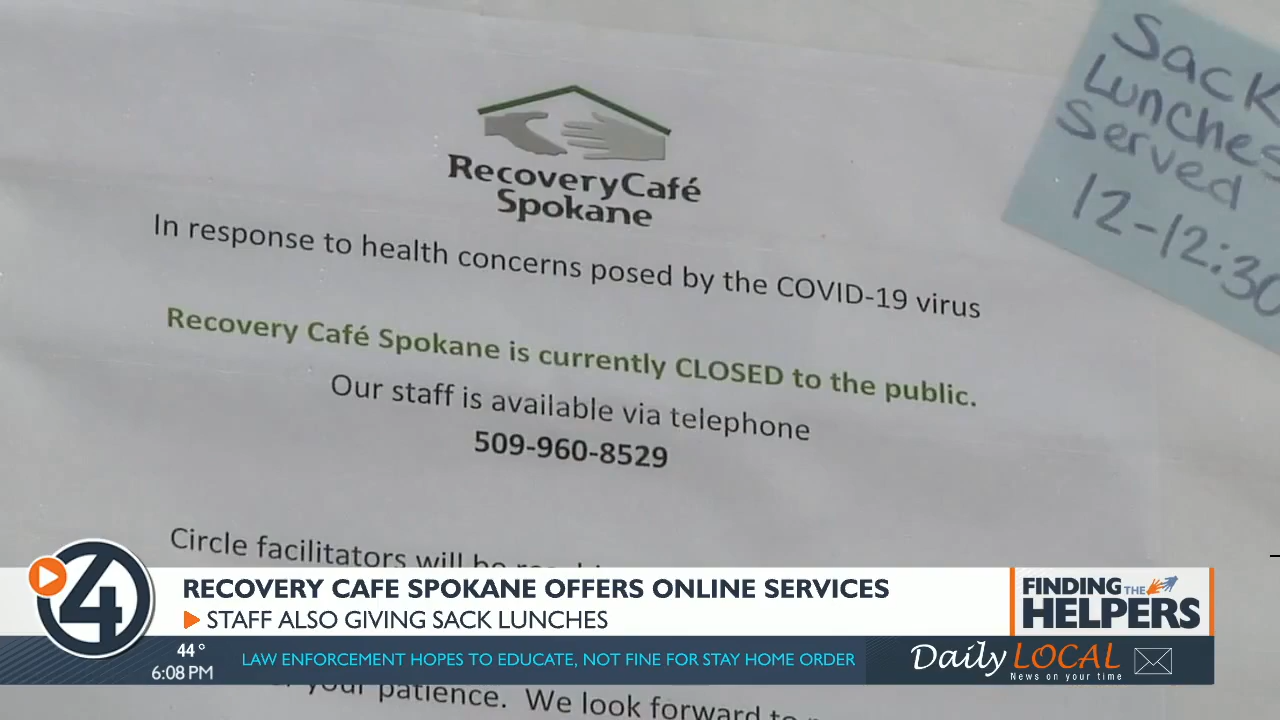 Sack
Lunches
Served
12-12:30
RecoveryCafé
Spokane
In response to health concerns posed by the COVID-19 virus
Recovery Café Spokane is currently CLOSED to the public.
Our staff is available via telephone
509-960-8529
Circle facilitators will be
4
RECOVERY CAFE SPOKANE OFFERS ONLINE SERVICES
STAFF ALSO GIVING SACK LUNCHES
FINDING THE
HELPERS
44°
6:08 PM
LAW ENFORCEMENT HOPES TO EDUCATE, NOT FINE FOR STAY HOME ORDER
Daily LOCAL
News on your time
your patience. We look forward to